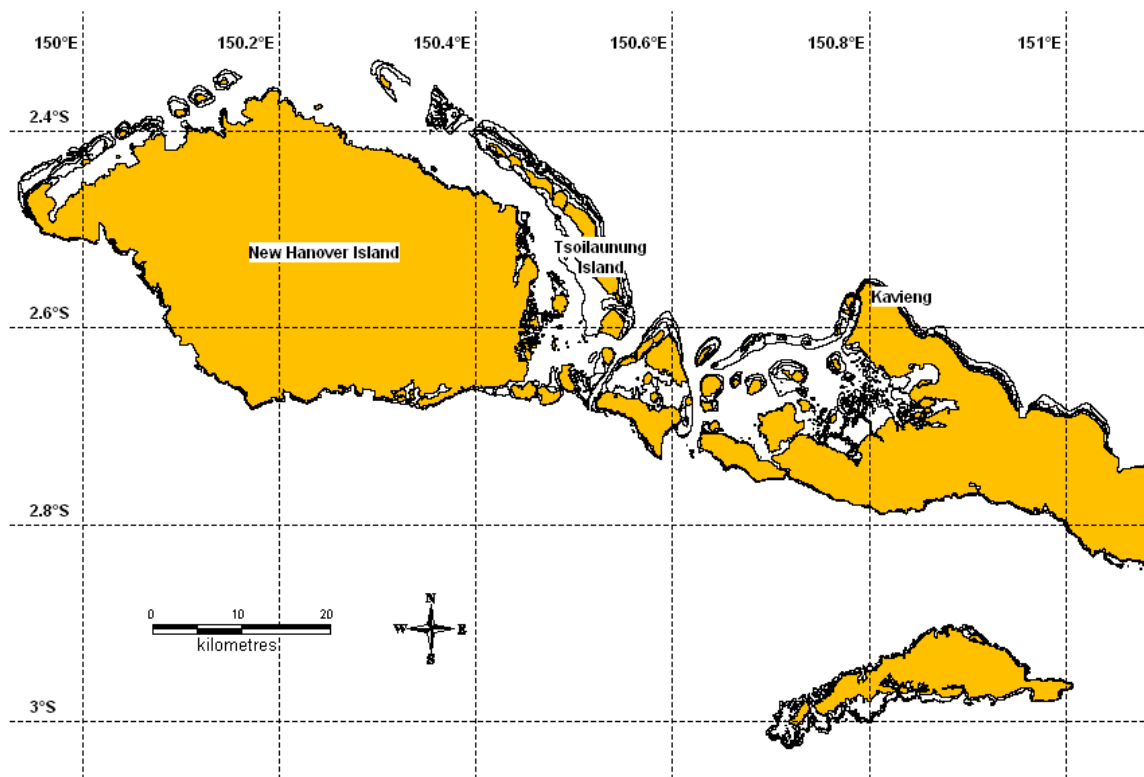 150°E
150.2°E
150.4°E
150.6°E
150.8°E
151°E
2.4°S
New Hanover Island
Tsoilaunung
Island
Kavieng
2.6°S
2.8°S
0
10
20
kilometres
N
W
E
S
3°S